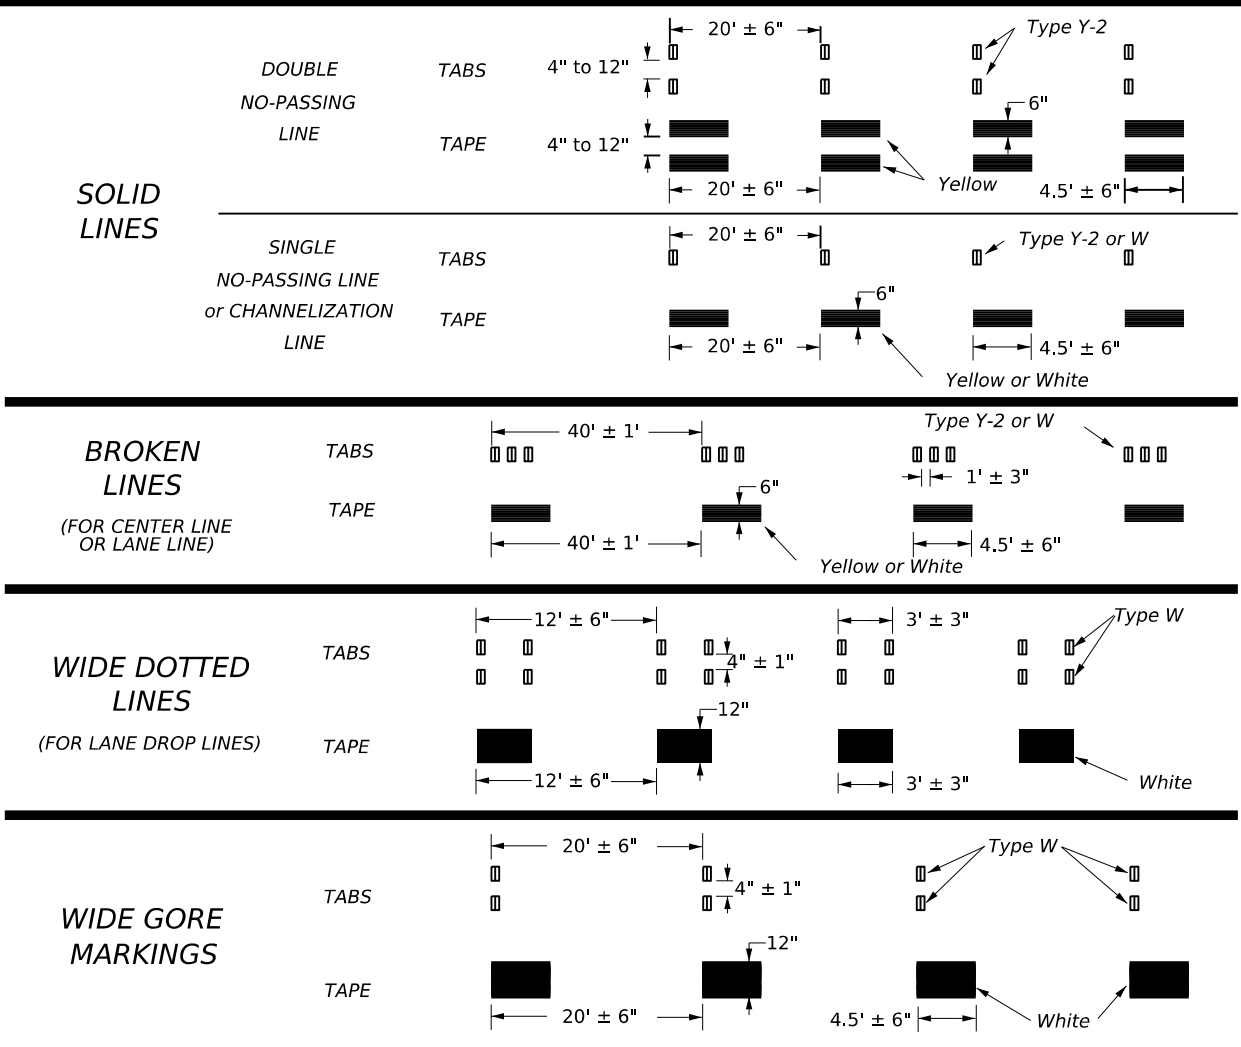 SOLID
LINES
DOUBLE
NO-PASSING
LINE
TABS
4" to 12"
20' ± 6"
Type Y-2
TAPE
4" to 12"
6"
20' ± 6"
Yellow
4.5' ± 6"
SINGLE
NO-PASSING LINE
or CHANNELIZATION
LINE
TABS
20' ± 6"
Type Y-2 or W
TAPE
6"
20' ± 6"
4.5' ± 6"
Yellow or White
BROKEN
LINES
(FOR CENTER LINE
OR LANE LINE)
TABS
40' ± 1'
Type Y-2 or W
1' ± 3"
TAPE
6"
40' ± 1'
4.5' ± 6"
Yellow or White
WIDE DOTTED
LINES
(FOR LANE DROP LINES)
TABS
12' ± 6"
3' ± 3"
Type W
4" ± 1"
TAPE
12"
12' ± 6"
3' ± 3"
White
WIDE GORE
MARKINGS
TABS
20' ± 6"
Type W
4" ± 1"
TAPE
12"
20' ± 6"
4.5' ± 6"
White